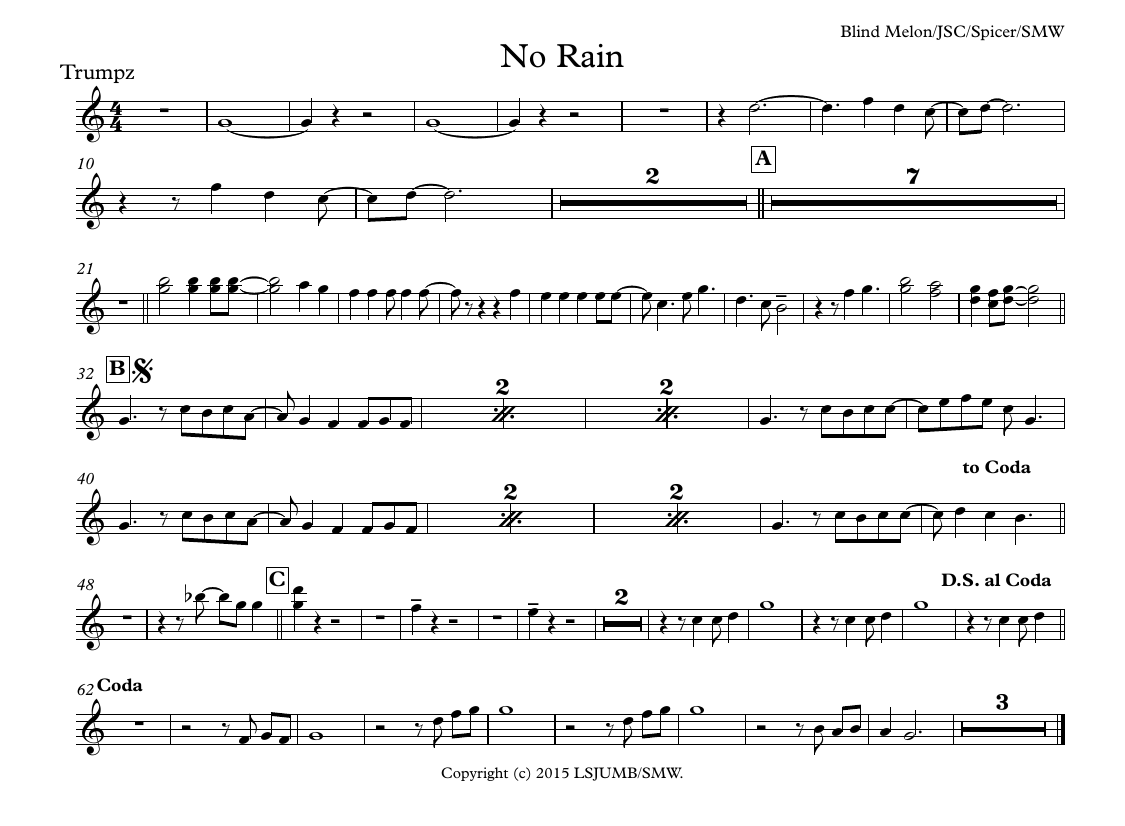 Blind Melon/JSC/Spicer/SMW
No Rain
Trumpz
4
4
10
2
A
7
21
32
B
2
2
to Coda
40
2
2
48
C
2
D.S. al Coda
62
Coda
3
Copyright (c) 2015 LSJUMB/SMW.